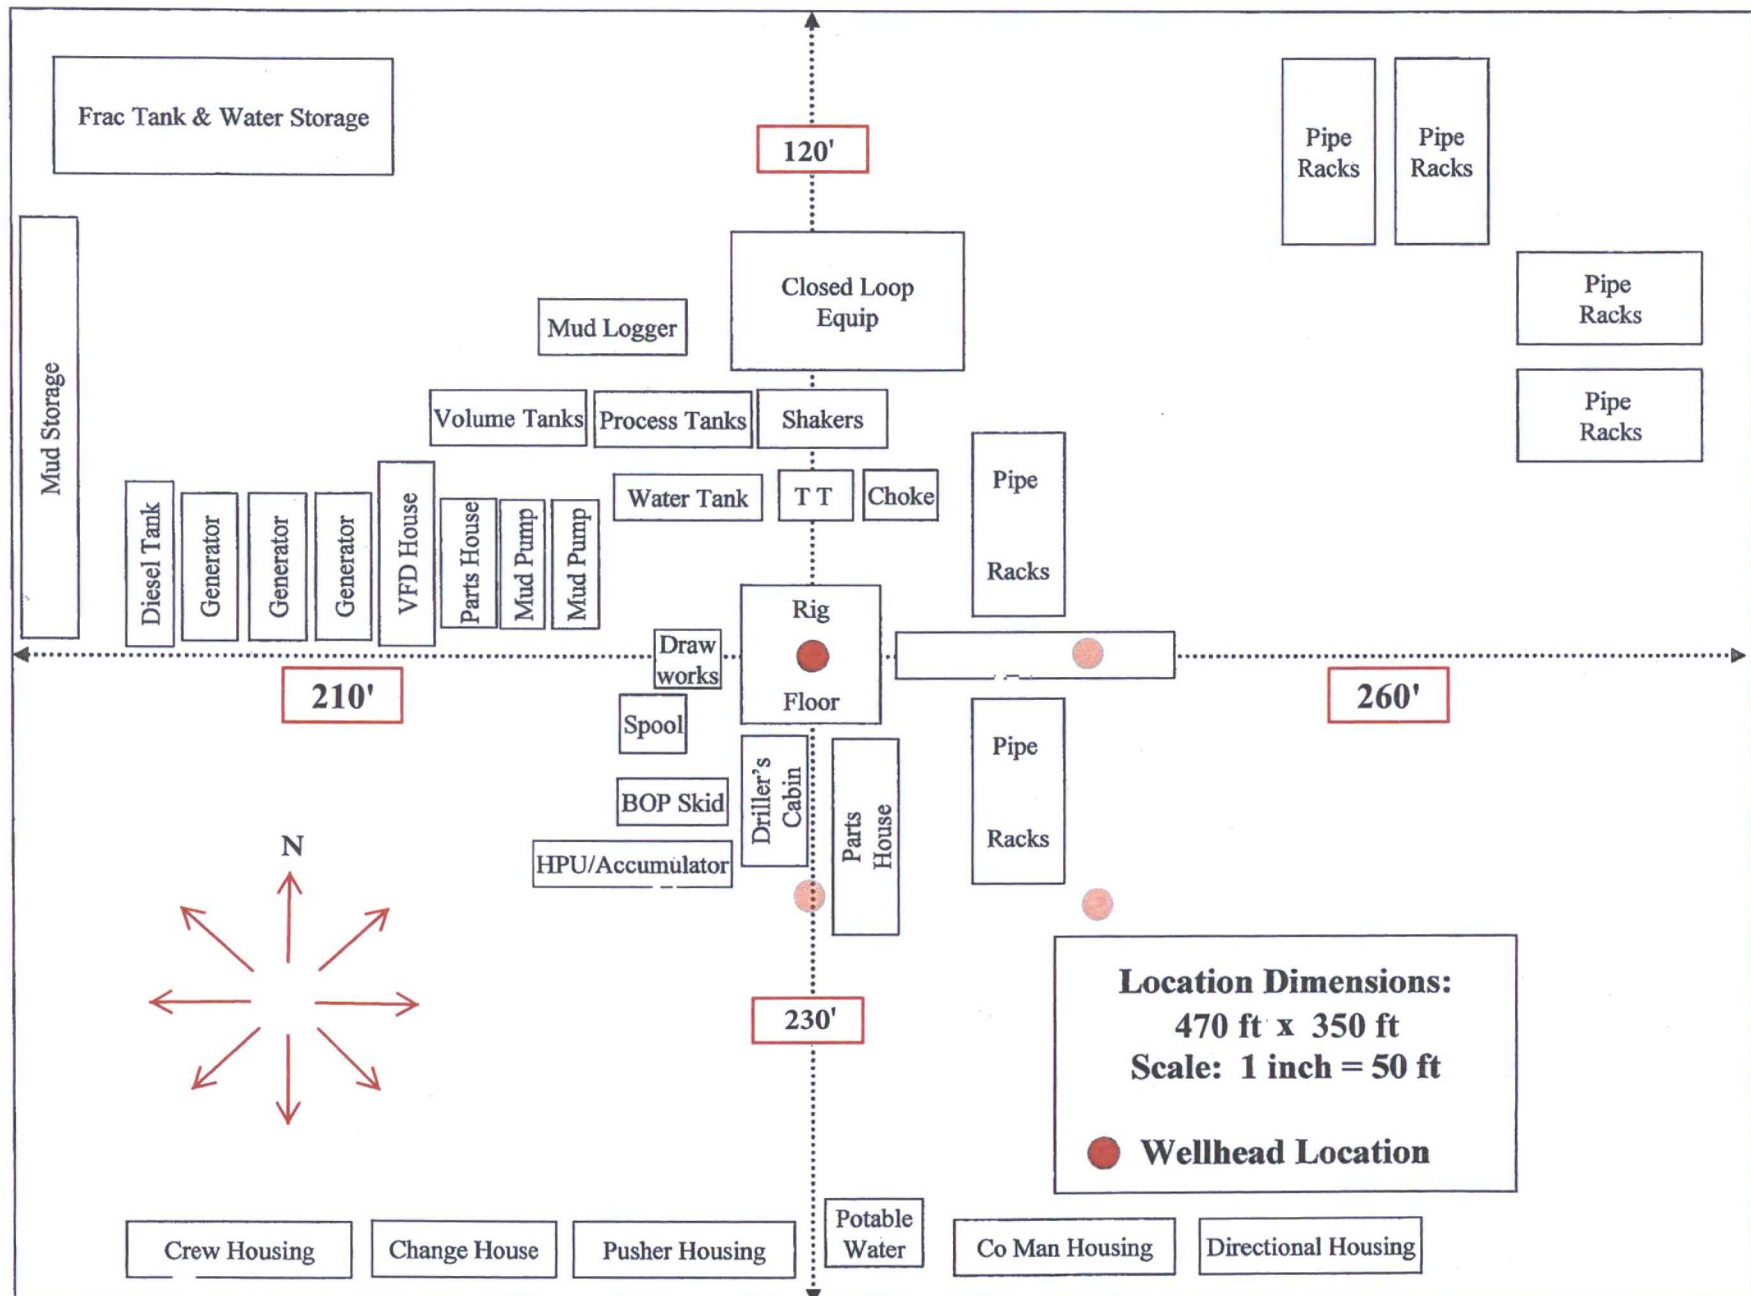 Frac Tank & Water Storage
120'
Pipe
Racks
Pipe
Racks
Closed Loop
Equip
Pipe
Racks
Mud Logger
Mud Storage
Volume Tanks
Process Tanks
Shakers
Pipe
Racks
Diesel Tank
Generator
Generator
Generator
VFD House
Parts House
Mud Pump
Mud Pump
Water Tank
T T
Choke
Pipe
Racks
Rig
Floor
Draw
works
210'
260'
Spool
Driller's
Cabin
Parts
House
Pipe
Racks
BOP Skid
HPU/Accumulator
N
230'
Location Dimensions:
470 ft x 350 ft
Scale: 1 inch = 50 ft
Wellhead Location
Crew Housing
Change House
Pusher Housing
Potable
Water
Co Man Housing
Directional Housing